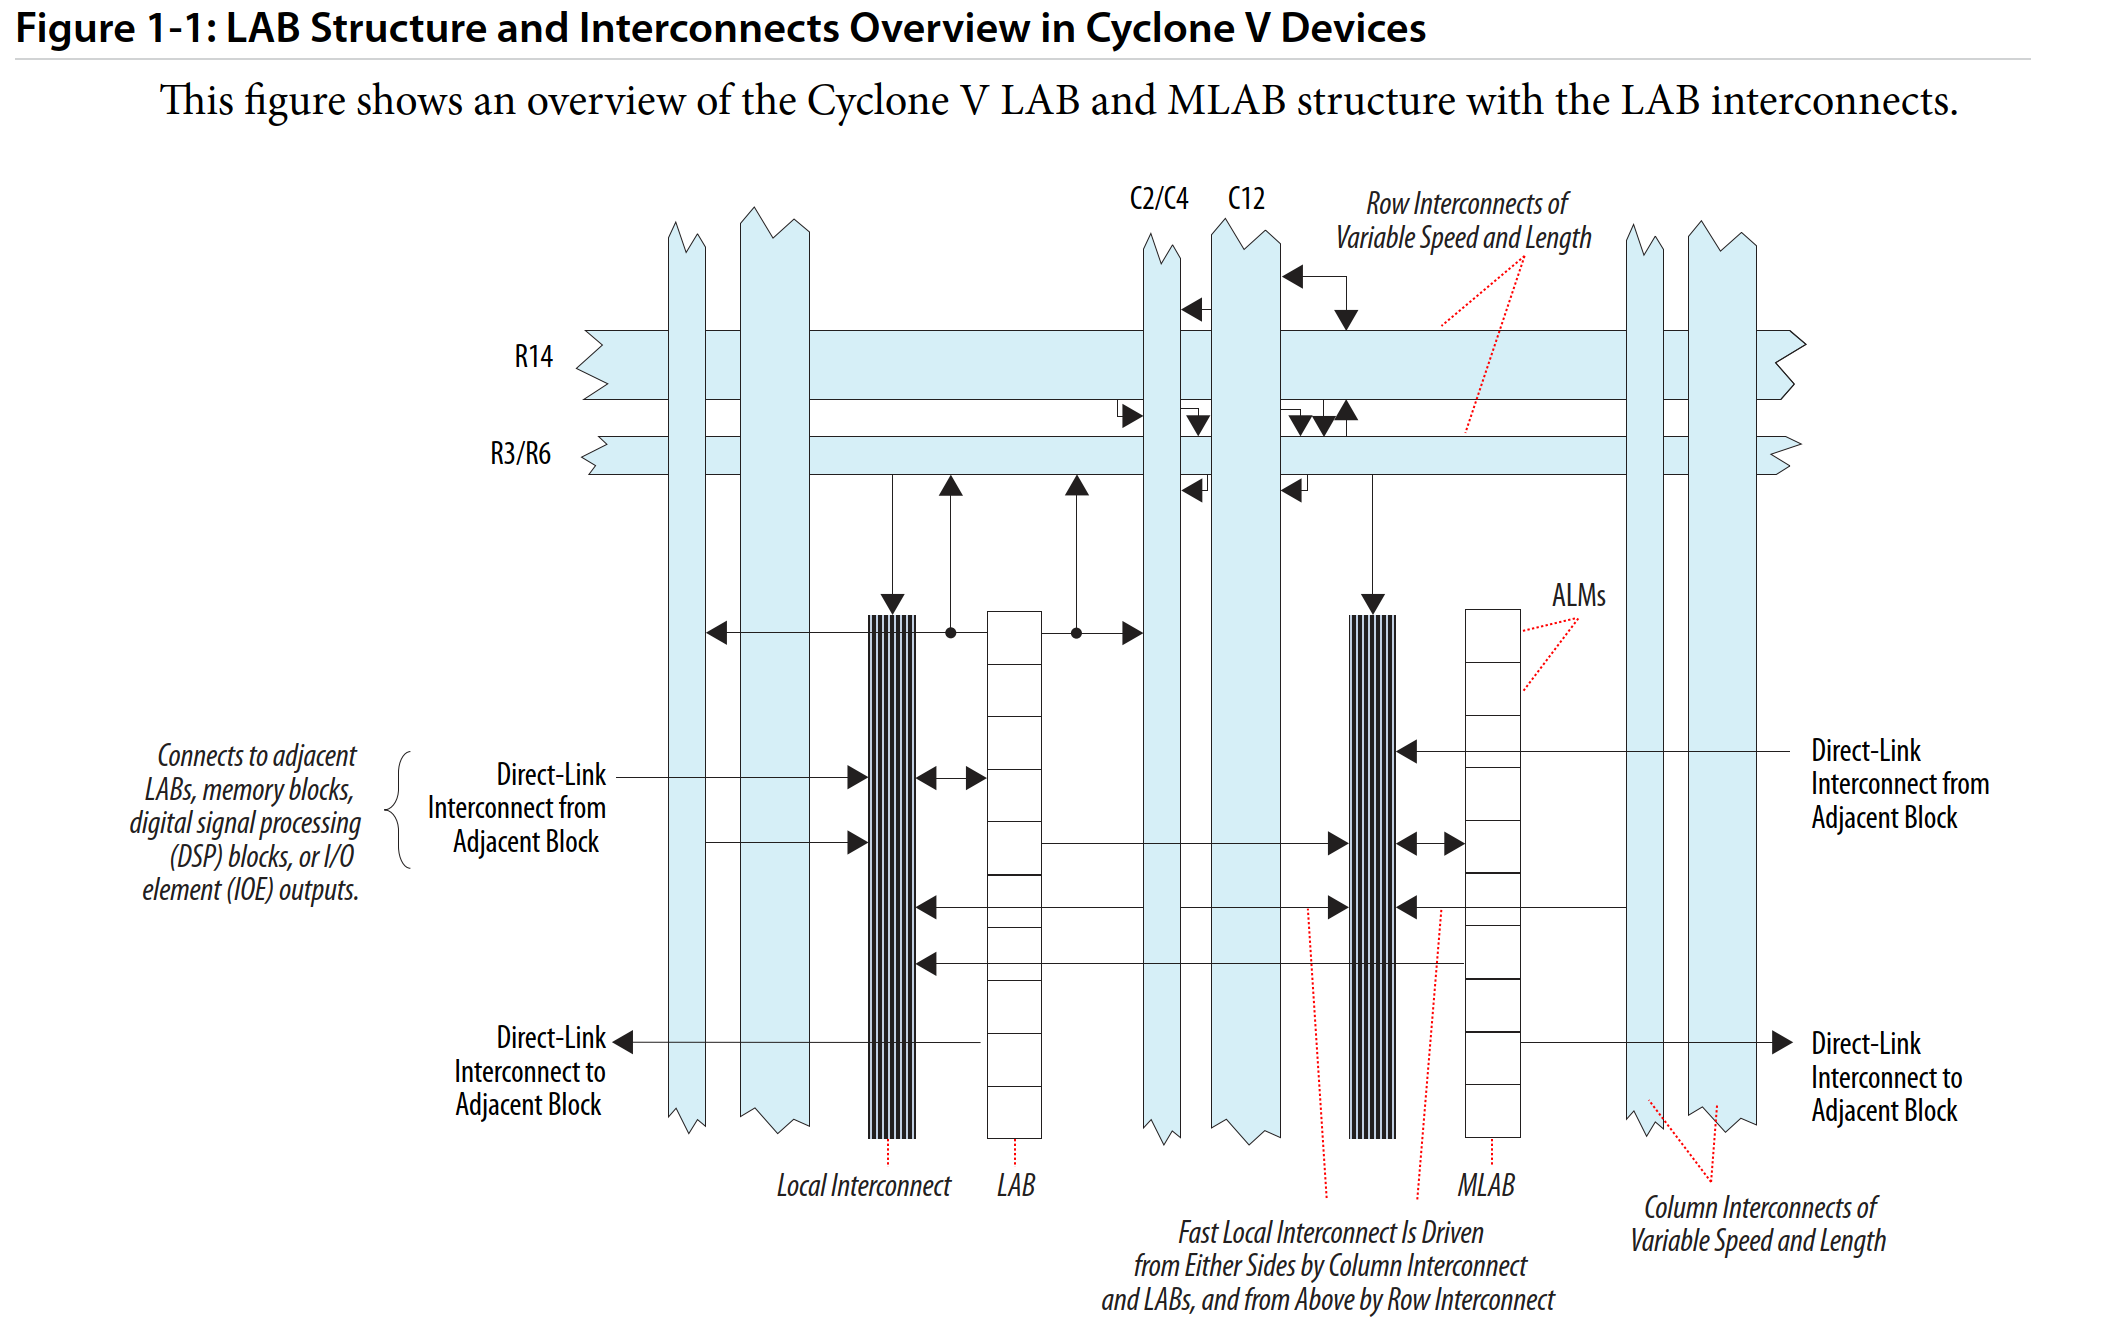 Figure 1-1: LAB Structure and Interconnects Overview in Cyclone V Devices
This figure shows an overview of the Cyclone V LAB and MLAB structure with the LAB interconnects.
C2/C4
C12
Row Interconnects of
Variable Speed and Length
R14
R3/R6
ALMs
Connects to adjacent
LABs, memory blocks,
digital signal processing
(DSP) blocks, or I/O
element (IOE) outputs.
Direct-Link
Interconnect from
Adjacent Block
Direct-Link
Interconnect from
Adjacent Block
Direct-Link
Interconnect to
Adjacent Block
Direct-Link
Interconnect to
Adjacent Block
Local Interconnect
LAB
MLAB
Fast Local Interconnect Is Driven
from Either Sides by Column Interconnect
and LABs, and from Above by Row Interconnect
Column Interconnects of
Variable Speed and Length